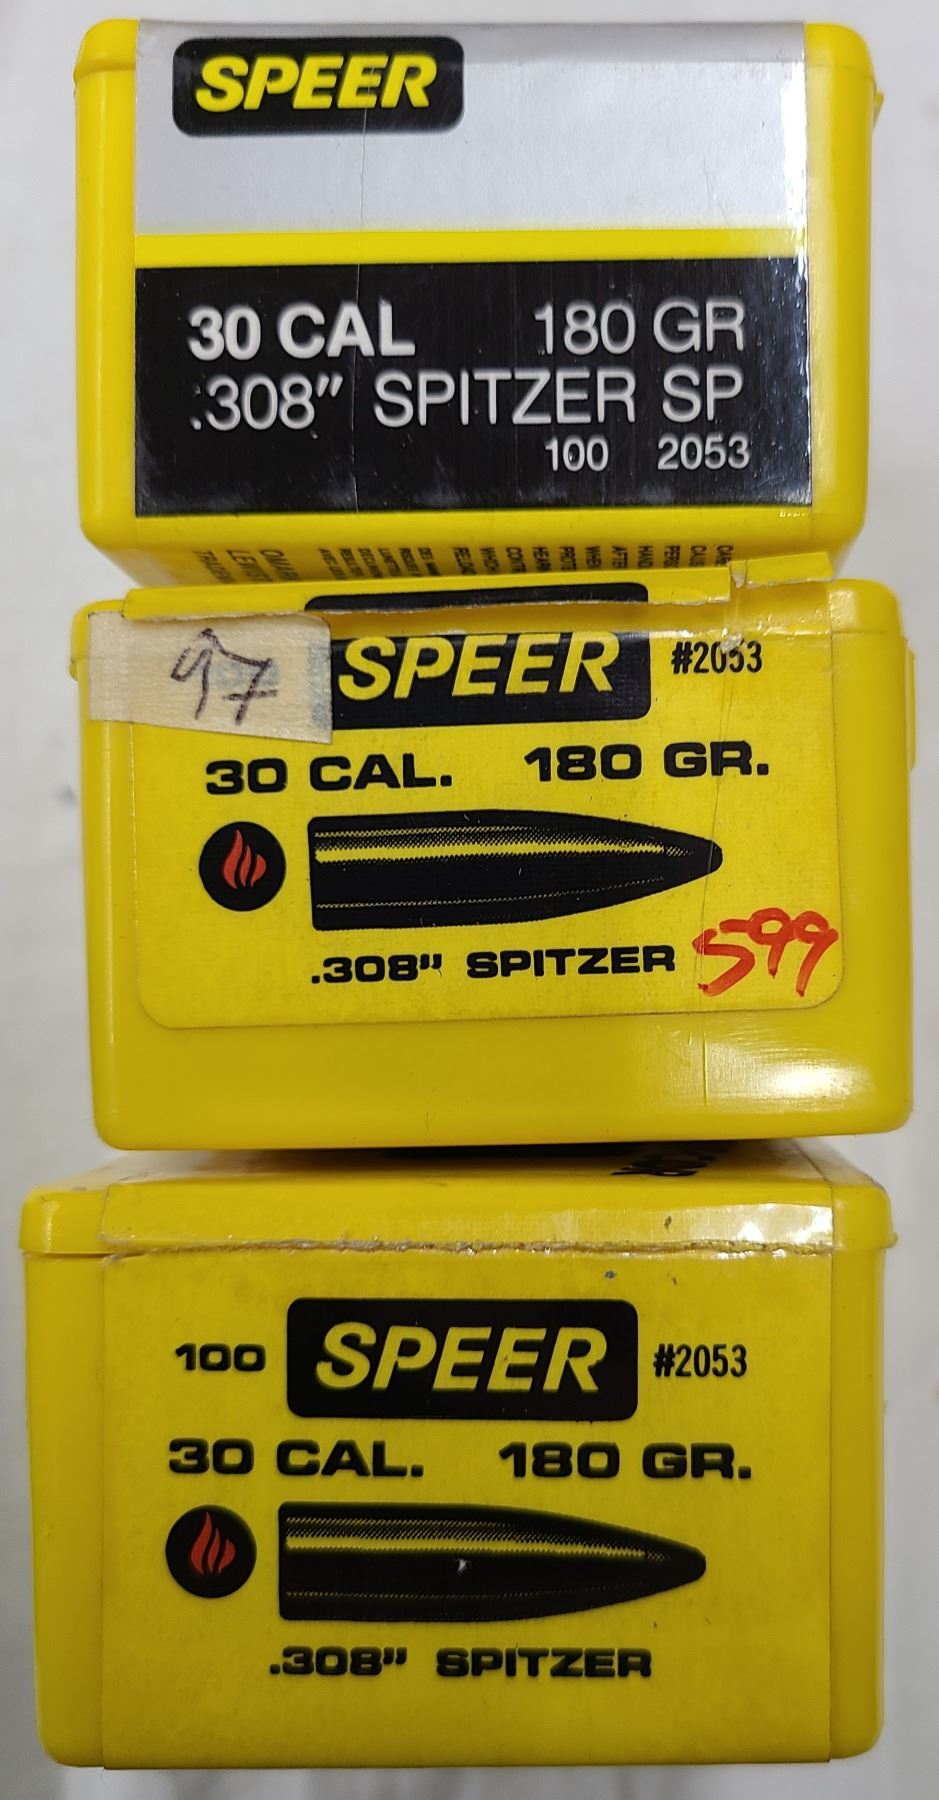 SPEER
30 CAL 180 GR
.308" SPITZER SP
100 2053
97
SPEER #2053
30 CAL. 180 GR.
.308" SPITZER
599
100 SPEER #2053
30 CAL. 180 GR.
.308" SPITZER